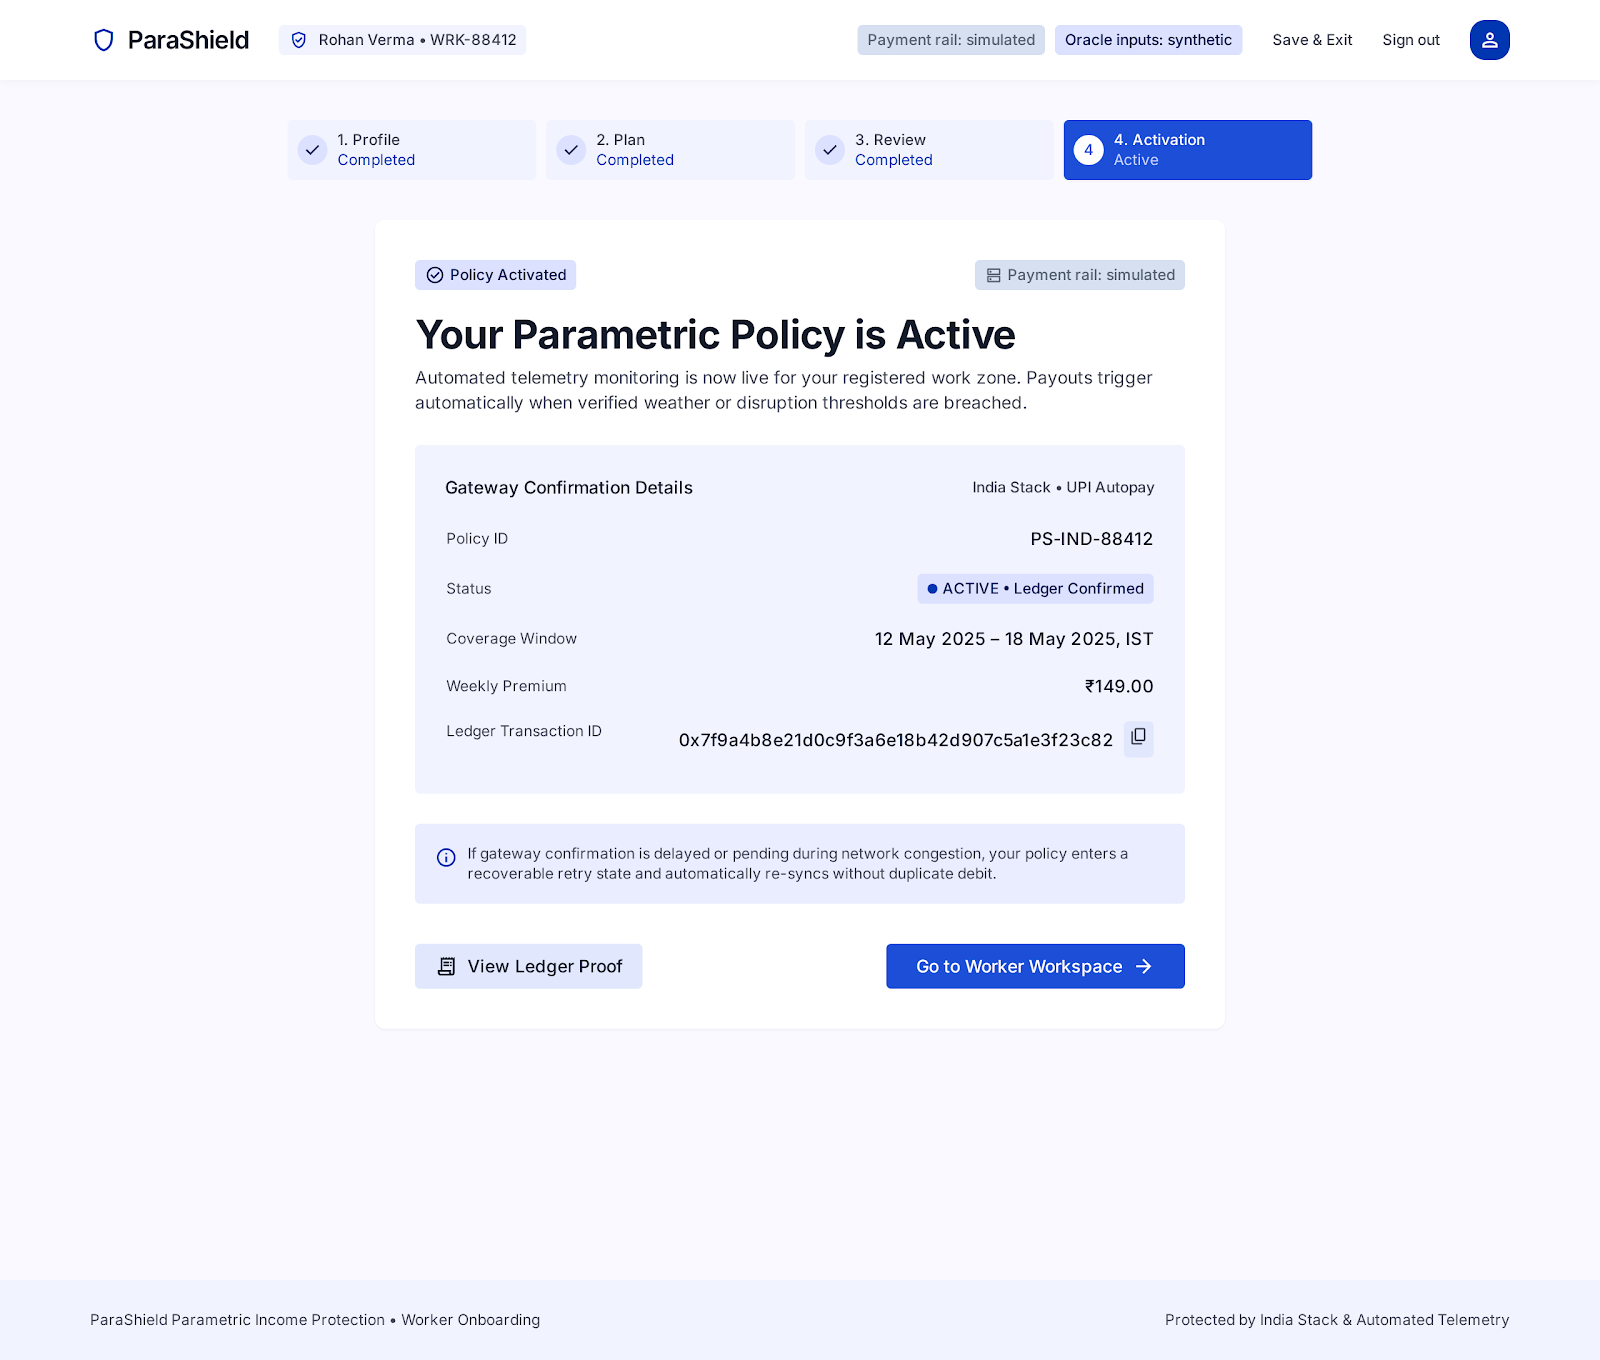 ParaShield
Rohan Verma • WRK-88412
Payment rail: simulated
Oracle inputs: synthetic
Save & Exit
Sign out
1. Profile
Completed
2. Plan
Completed
3. Review
Completed
4
4. Activation
Active
Policy Activated
Payment rail: simulated
Your Parametric Policy is Active
Automated telemetry monitoring is now live for your registered work zone. Payouts trigger
automatically when verified weather or disruption thresholds are breached.
Gateway Confirmation Details
India Stack • UPI Autopay
Policy ID
PS-IND-88412
Status
ACTIVE • Ledger Confirmed
Coverage Window
12 May 2025 – 18 May 2025, IST
Weekly Premium
₹149.00
Ledger Transaction ID
0x7f9a4b8e21d0c9f3a6e18b42d907c5a1e3f23c82
If gateway confirmation is delayed or pending during network congestion, your policy enters a
recoverable retry state and automatically re-syncs without duplicate debit.
View Ledger Proof
Go to Worker Workspace
ParaShield Parametric Income Protection • Worker Onboarding
Protected by India Stack & Automated Telemetry